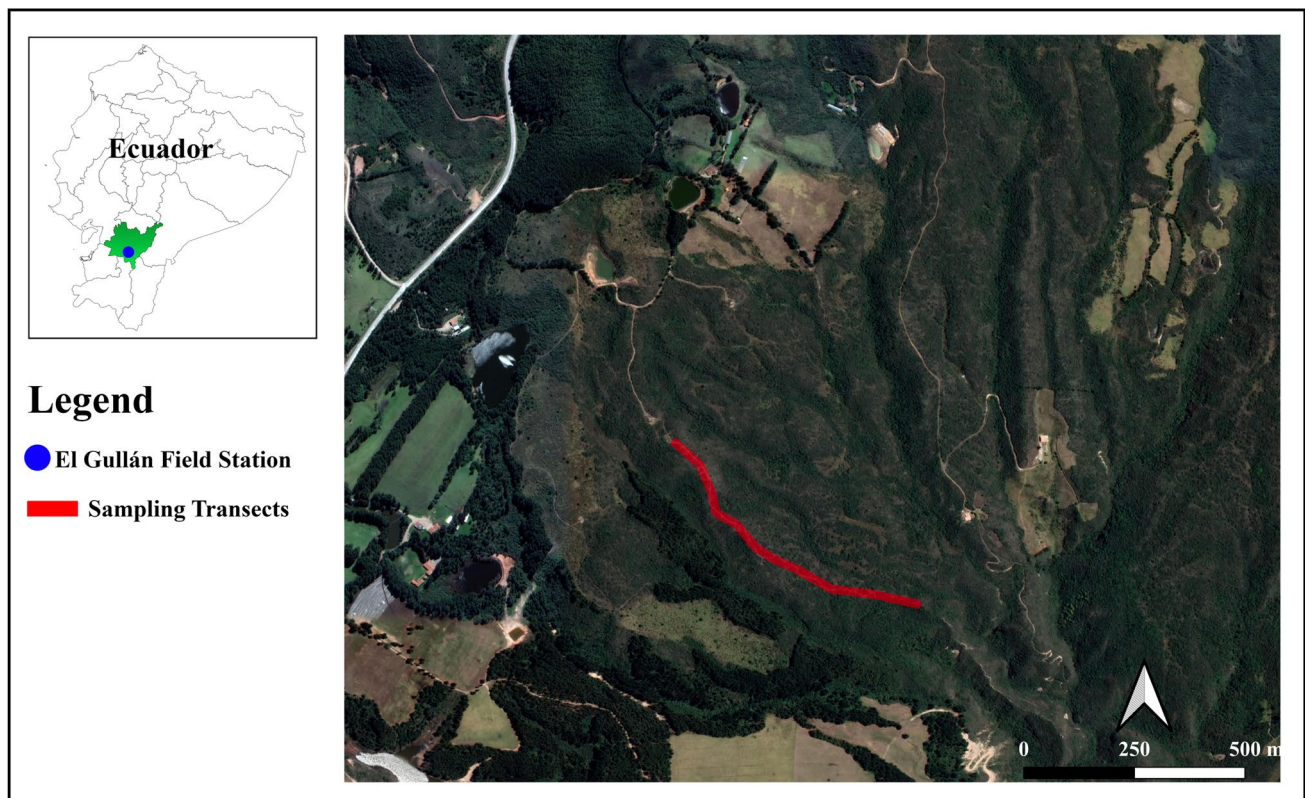 Ecuador
Legend
El Gullán Field Station
Sampling Transects
0 250 500 m